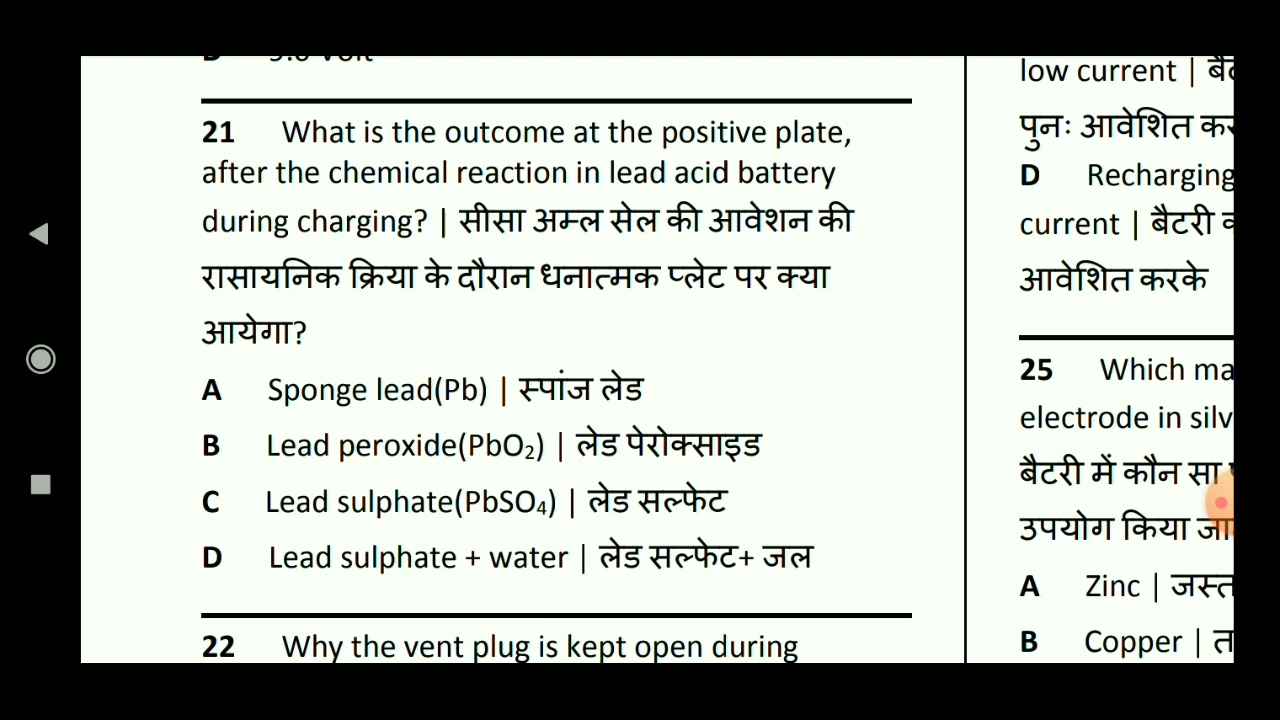 21 What is the outcome at the positive plate,
after the chemical reaction in lead acid battery
during charging? | सीसा अम्ल सेल की आवेशन की
रासायनिक क्रिया के दौरान धनात्मक प्लेट पर क्या
आयेगा?
A Sponge lead(Pb) | स्पांज लेड
B Lead peroxide(PbO₂) | लेड पेरोक्साइड
C Lead sulphate(PbSO₄) | लेड सल्फेट
D Lead sulphate + water | लेड सल्फेट+ जल
22 Why the vent plug is kept open during
low current |
पुनः आवेशित
D Recharging
current | बैटरी
आवेशित करके
25 Which
electrode in
बैटरी में कौन सा
उपयोग किया
A Zinc |
B Copper |